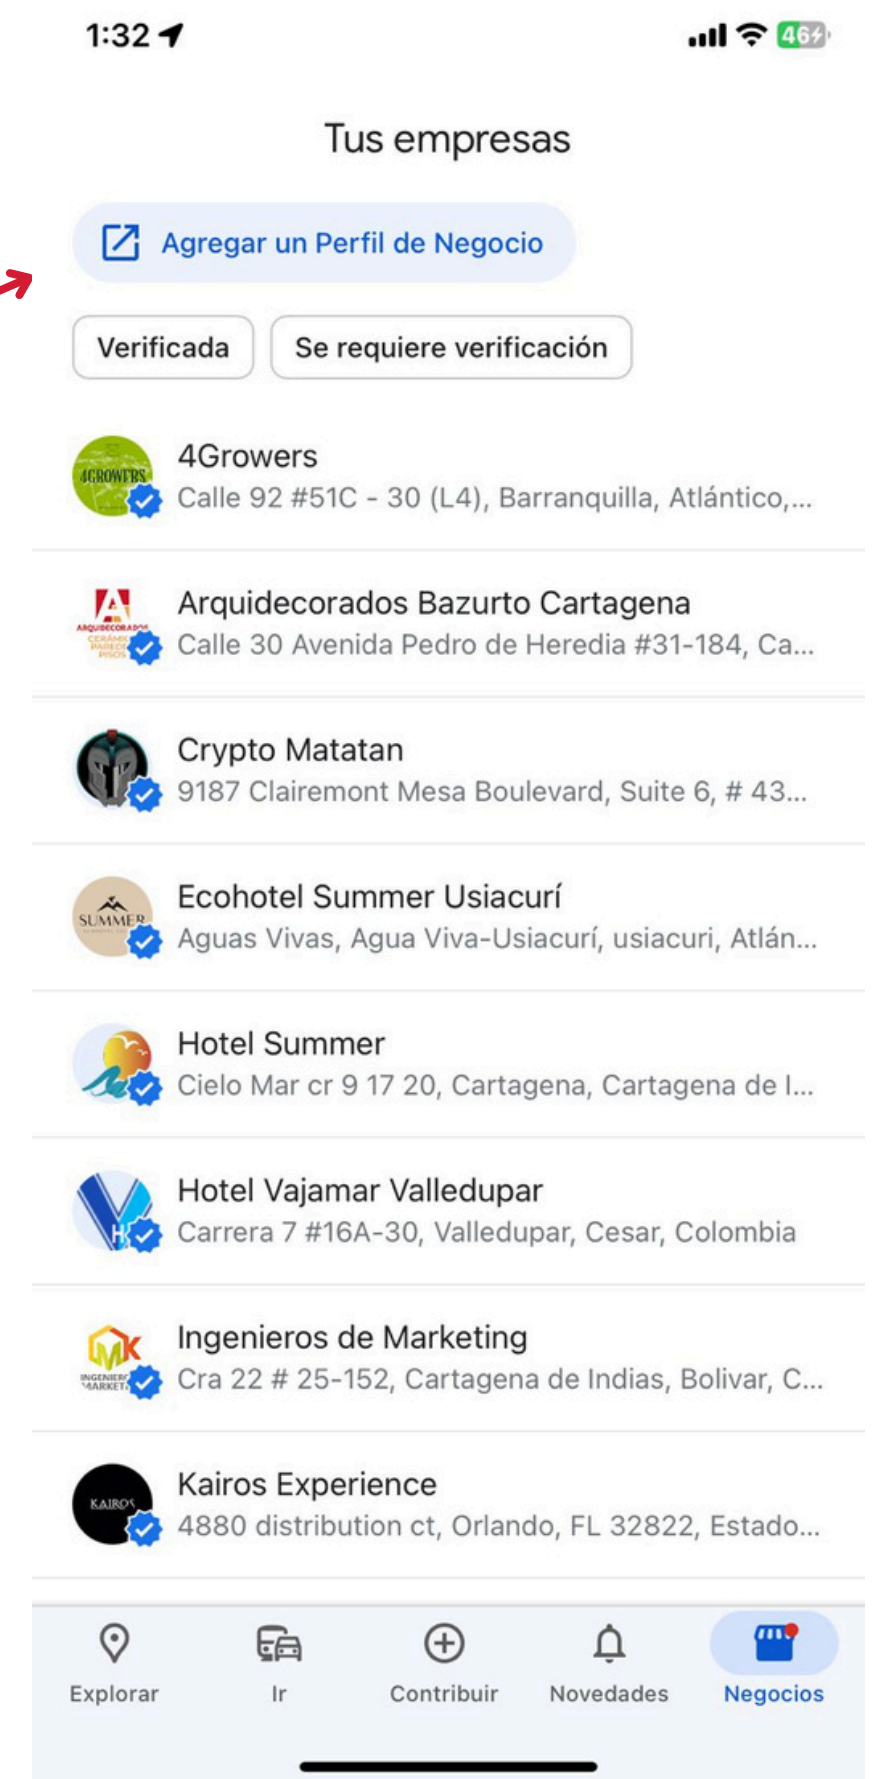 1:32
46
Tus empresas
Agregar un Perfil de Negocio
Verificada
Se requiere verificación
4GROWERS
4Growers
Calle 92 #51C - 30 (L4), Barranquilla, Atlántico,...
ARQUIDECORADOS
Arquidecorados Bazurto Cartagena
Calle 30 Avenida Pedro de Heredia #31-184, Ca...
Crypto Matatan
9187 Clairemont Mesa Boulevard, Suite 6, # 43...
SUMMER
Ecohotel Summer Usiacurí
Aguas Vivas, Agua Viva-Usiacurí, usiacuri, Atlán...
Hotel Summer
Cielo Mar cr 9 17 20, Cartagena, Cartagena de I...
H
Hotel Vajamar Valledupar
Carrera 7 #16A-30, Valledupar, Cesar, Colombia
MK
Ingenieros de Marketing
Cra 22 # 25-152, Cartagena de Indias, Bolivar, C...
KAIROS
Kairos Experience
4880 distribution ct, Orlando, FL 32822, Estado...
Explorar
Ir
Contribuir
Novedades
Negocios